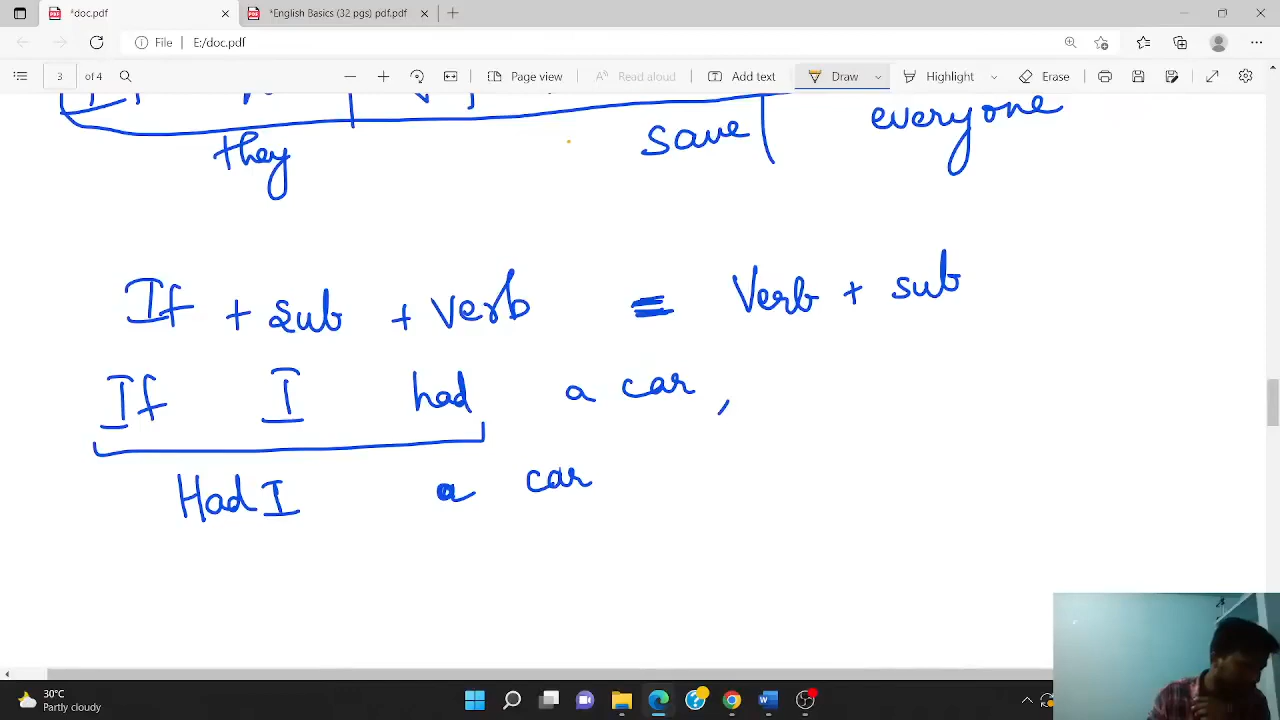 *doc.pdf
*English Basics (32 pgs) pdf.pdf
File E:/doc.pdf
3 of 4
Page view
Read aloud
Add text
Draw
Highlight
Erase
they save everyone
If + sub + verb = Verb + sub
If I had a car,
Had I a car
30°C
Partly cloudy